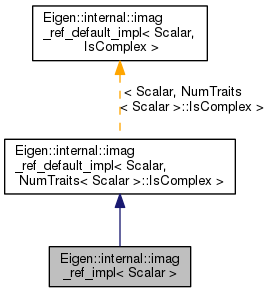 Eigen::internal::imag
_ref_default_impl< Scalar,
IsComplex >
< Scalar, NumTraits
< Scalar >::IsComplex >
Eigen::internal::imag
_ref_default_impl< Scalar,
NumTraits< Scalar >::IsComplex >
Eigen::internal::imag
_ref_impl< Scalar >